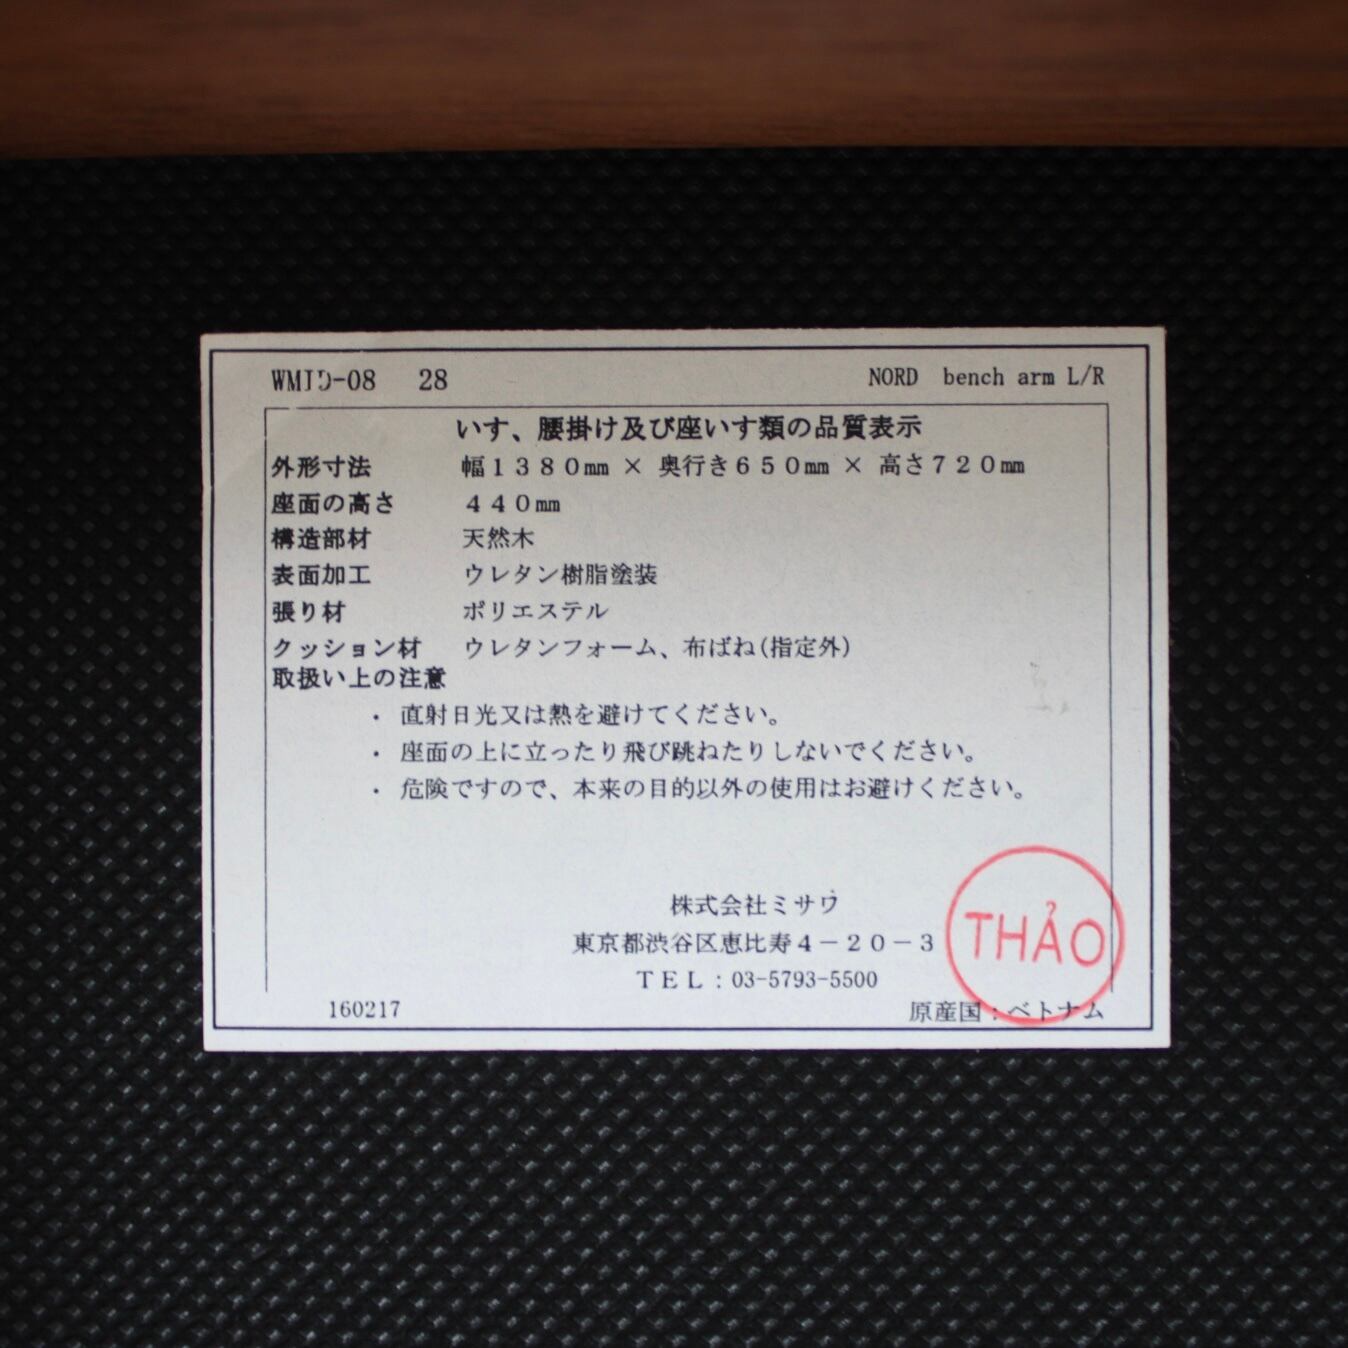 28 NORD bench arm L/R
いす、腰掛け及び座いす類の品質表示
外形寸法 幅1380㎜ × 奥行き650㎜ × 高さ720㎜
座面の高さ 440㎜
構造部材 天然木
表面加工 ウレタン樹脂塗装
張り材 ポリエステル
クッション材 ウレタンフォーム、布ばね(指定外)
取扱い上の注意
・ 直射日光又は熱を避けてください。
・ 座面の上に立ったり飛び跳ねたりしないでください。
・ 危険ですので、本来の目的以外の使用はお避けください。
株式会社ミサワ
東京都渋谷区恵比寿4-20-3
TEL:03-5793-5500
THẢO
160217 原産国:ベトナム